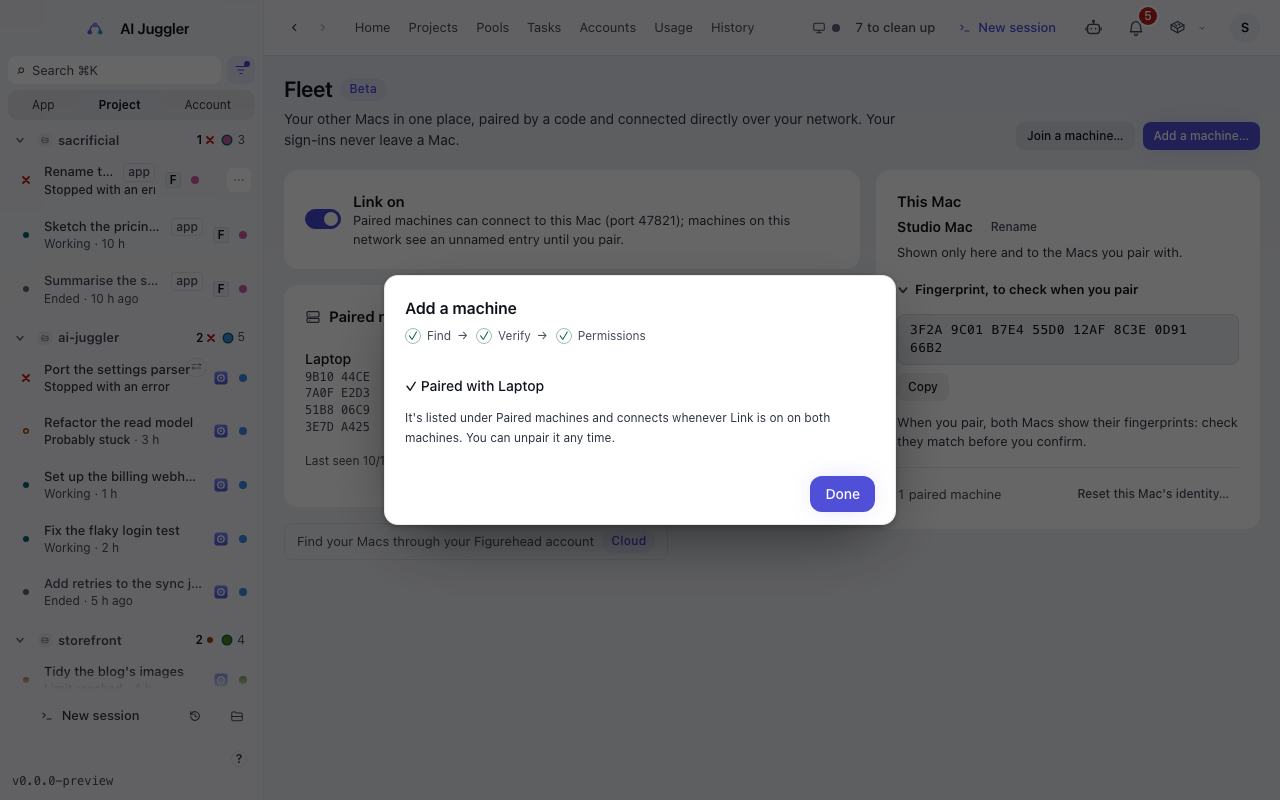 AI Juggler
Search ⌘K
App Project Account
sacrificial 1 3
Rename t... app F
Stopped with an err
Sketch the pricin... app F
Working · 10 h
Summarise the s... app F
Ended · 10 h ago
ai-juggler 2 5
Port the settings parser
Stopped with an error
Refactor the read model
Probably stuck · 3 h
Set up the billing webh...
Working · 1 h
Fix the flaky login test
Working · 2 h
Add retries to the sync j...
Ended · 5 h ago
storefront 2 4
Tidy the blog's images
New session
?
v0.0.0-preview
Home Projects Pools Tasks Accounts Usage History 7 to clean up New session 5 S
Fleet Beta
Your other Macs in one place, paired by a code and connected directly over your network. Your
sign-ins never leave a Mac.
Join a machine... Add a machine...
Link on
Paired machines can connect to this Mac (port 47821); machines on this
network see an unnamed entry until you pair.
Paired
Laptop
9B10 44CE
7A0F E2D3
51B8 06C9
3E7D A425
Last seen 10/1
Find your Macs through your Figurehead account Cloud
Add a machine
Find → Verify → Permissions
Paired with Laptop
It's listed under Paired machines and connects whenever Link is on on both
machines. You can unpair it any time.
Done
This Mac
Studio Mac Rename
Shown only here and to the Macs you pair with.
Fingerprint, to check when you pair
3F2A 9C01 B7E4 55D0 12AF 8C3E 0D91
66B2
Copy
When you pair, both Macs show their fingerprints: check
they match before you confirm.
1 paired machine Reset this Mac's identity...